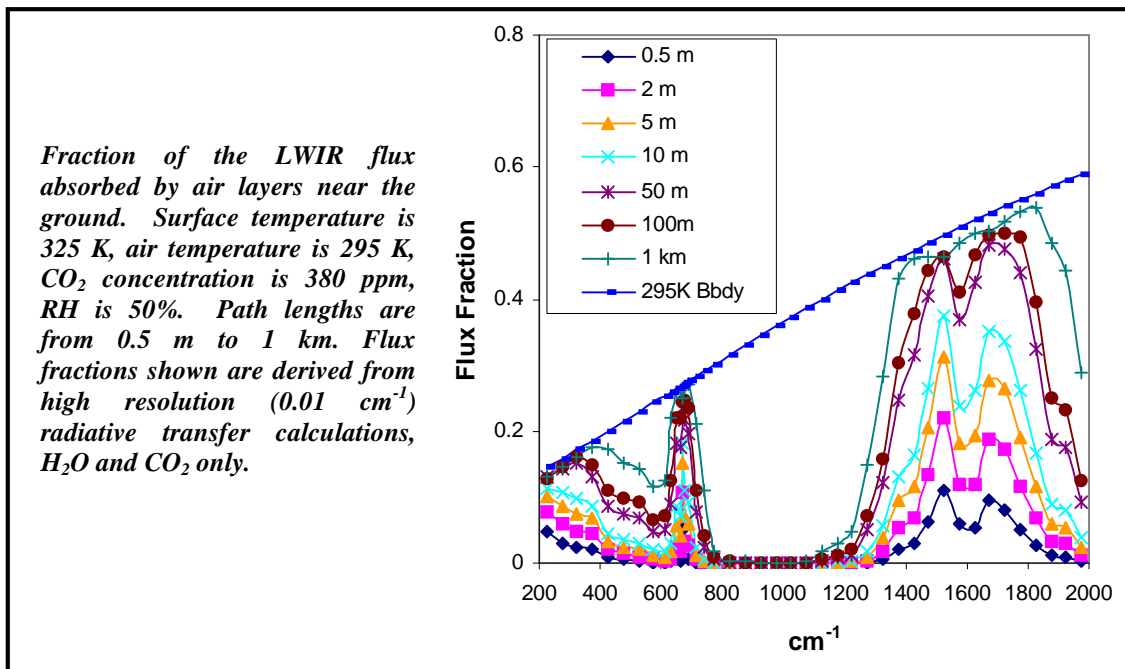 Fraction of the LWIR flux
absorbed by air layers near the
ground. Surface temperature is
325 K, air temperature is 295 K,
CO₂ concentration is 380 ppm,
RH is 50%. Path lengths are
from 0.5 m to 1 km. Flux
fractions shown are derived from
high resolution (0.01 cm⁻¹)
radiative transfer calculations,
H₂O and CO₂ only.
0.8
0.6
0.4
0.2
0
Flux Fraction
0.5 m
2 m
5 m
10 m
50 m
100m
1 km
295K Bbdy
200 400 600 800 1000 1200 1400 1600 1800 2000
cm⁻¹